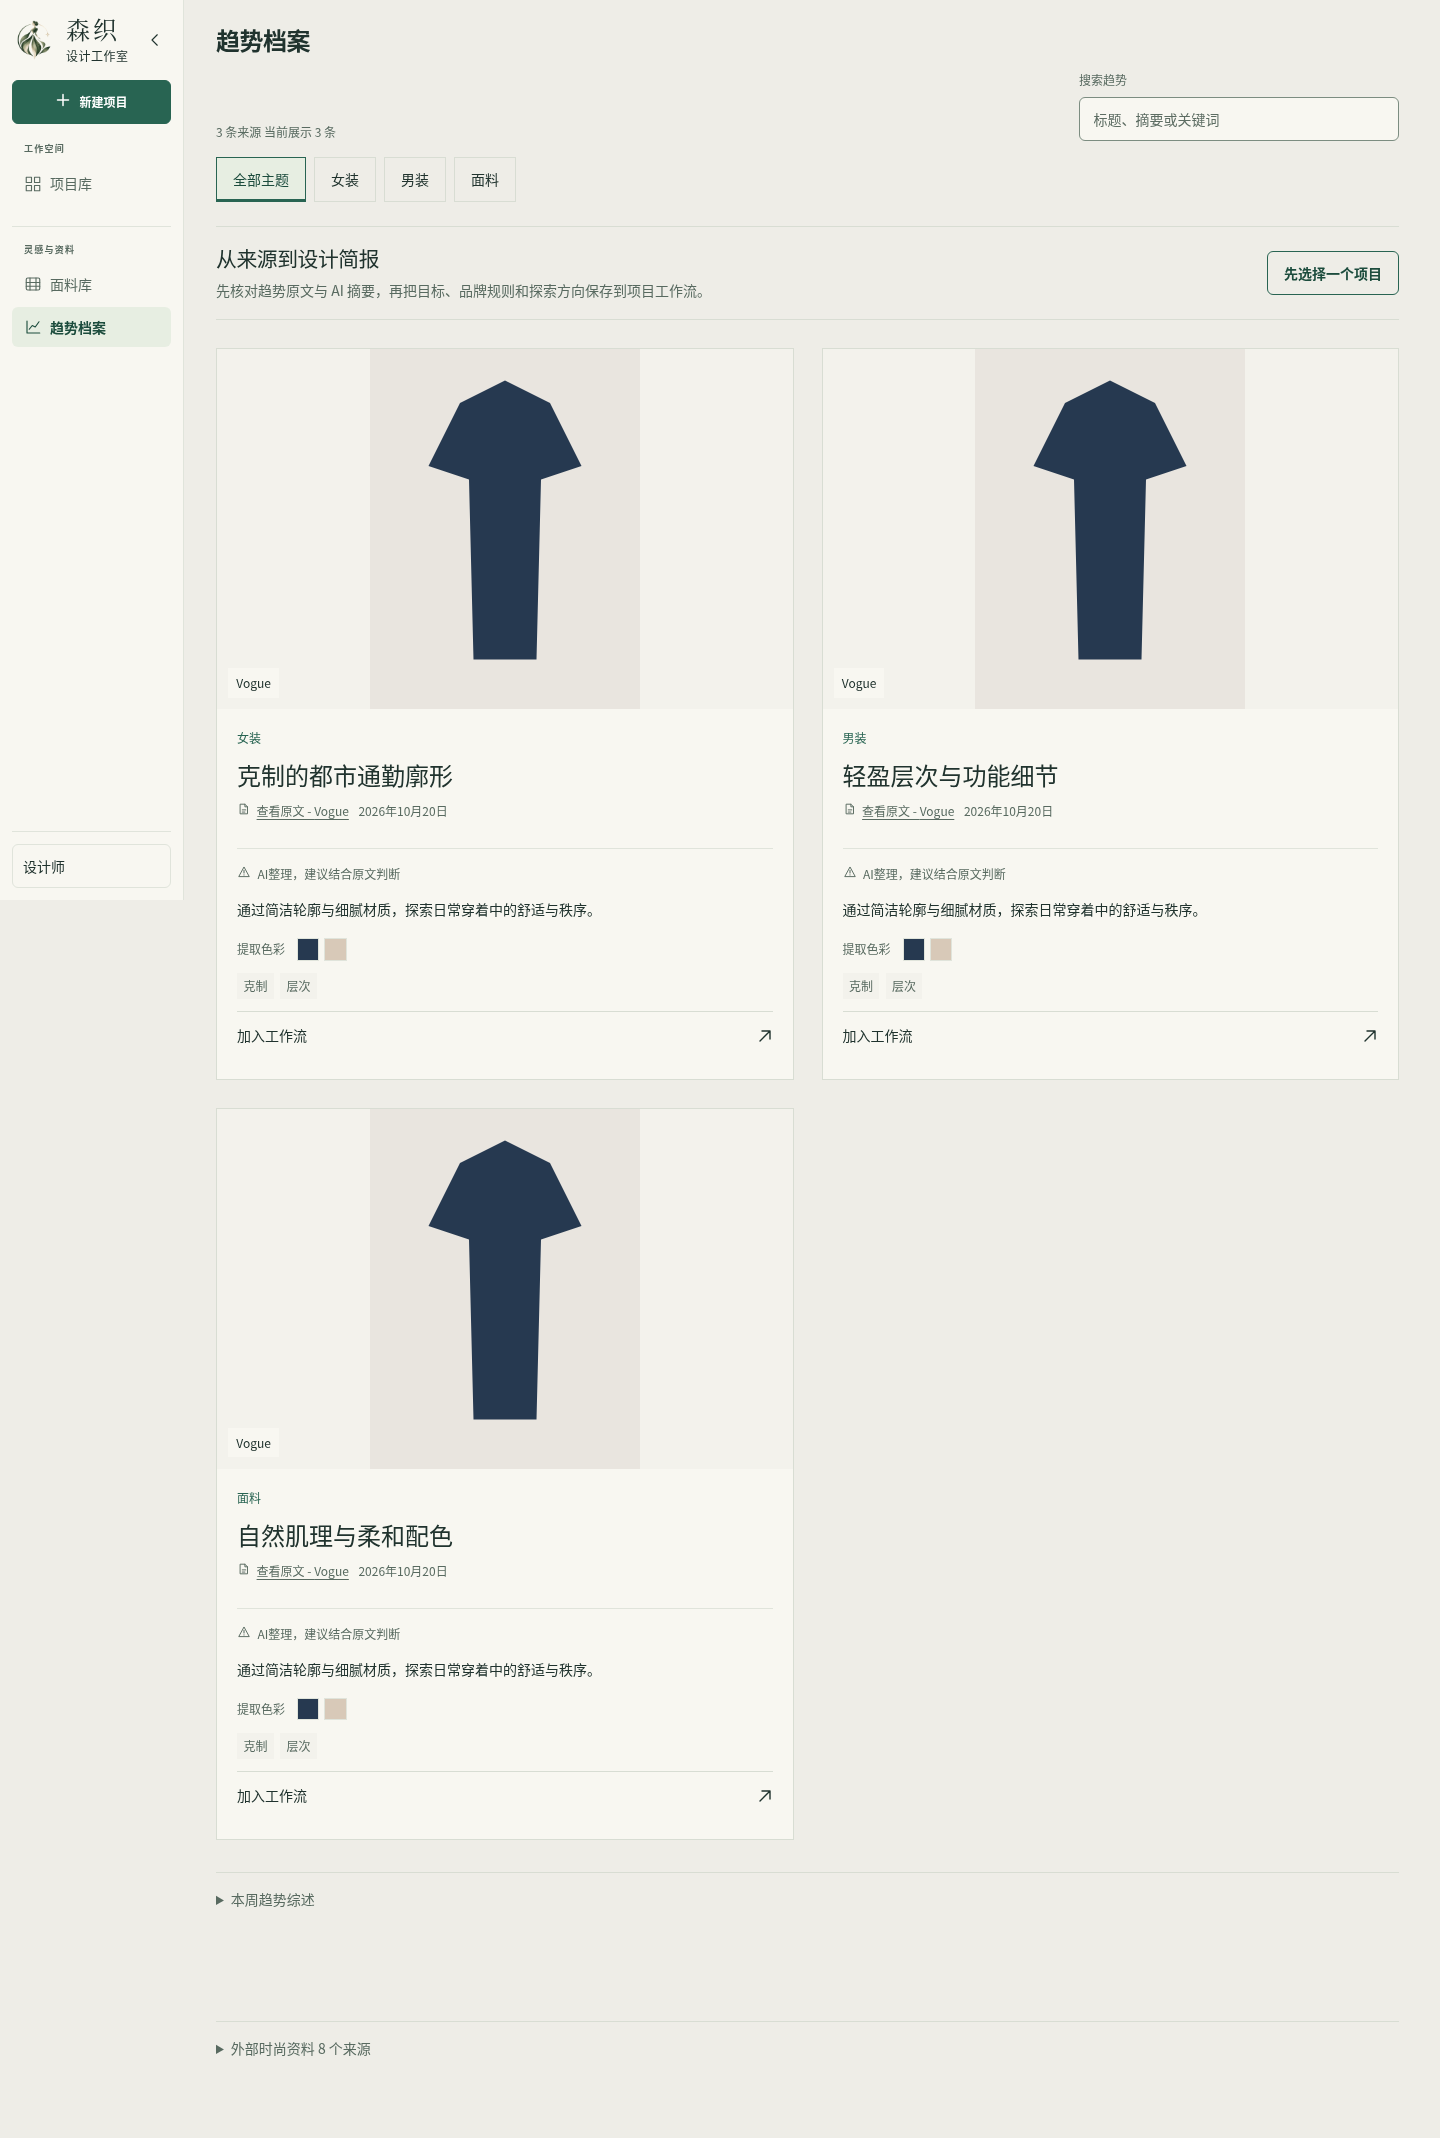 森织
设计工作室
新建项目
工作空间
项目库
灵感与资料
面料库
趋势档案
设计师
趋势档案
搜索趋势
标题、摘要或关键词
3 条来源 当前展示 3 条
全部主题
女装
男装
面料
从来源到设计简报
先核对趋势原文与 AI 摘要，再把目标、品牌规则和探索方向保存到项目工作流。
先选择一个项目
Vogue
女装
克制的都市通勤廓形
查看原文 - Vogue 2026年10月20日
AI整理，建议结合原文判断
通过简洁轮廓与细腻材质，探索日常穿着中的舒适与秩序。
提取色彩
克制 层次
加入工作流
Vogue
男装
轻盈层次与功能细节
查看原文 - Vogue 2026年10月20日
AI整理，建议结合原文判断
通过简洁轮廓与细腻材质，探索日常穿着中的舒适与秩序。
提取色彩
克制 层次
加入工作流
Vogue
面料
自然肌理与柔和配色
查看原文 - Vogue 2026年10月20日
AI整理，建议结合原文判断
通过简洁轮廓与细腻材质，探索日常穿着中的舒适与秩序。
提取色彩
克制 层次
加入工作流
本周趋势综述
外部时尚资料 8 个来源